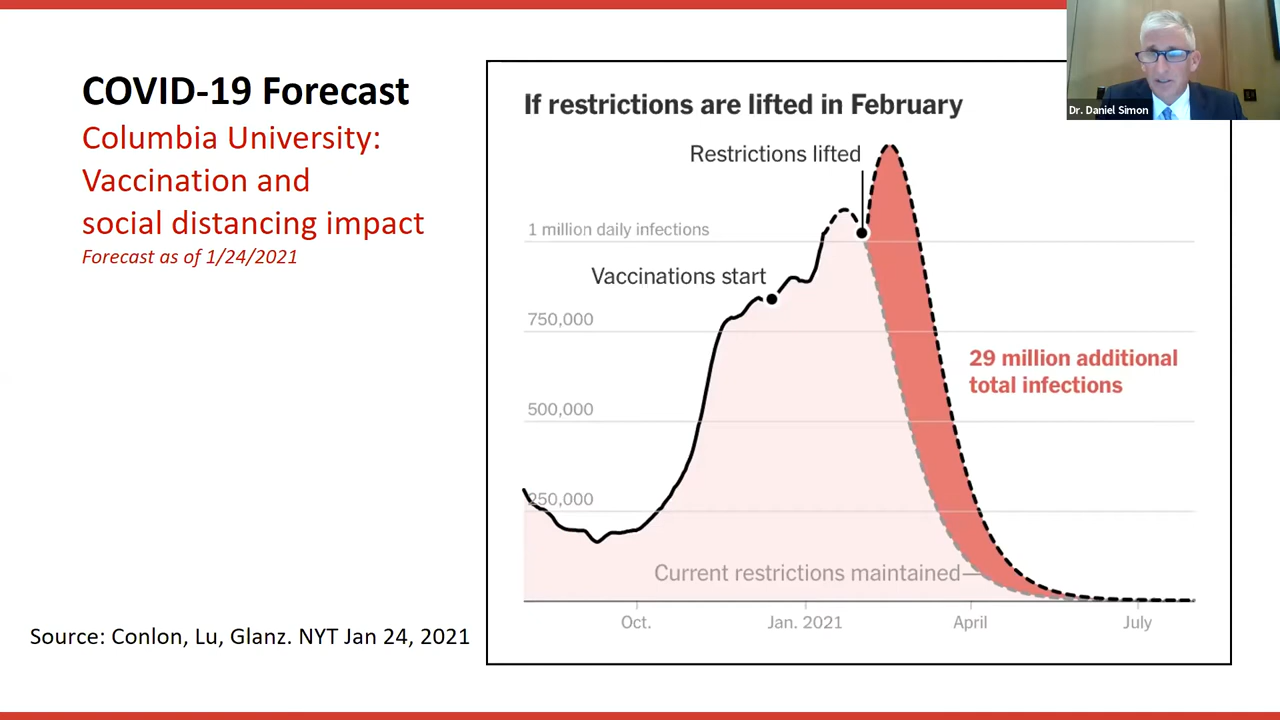 COVID-19 Forecast
Columbia University:
Vaccination and
social distancing impact
Forecast as of 1/24/2021
Source: Conlon, Lu, Glanz. NYT Jan 24, 2021
If restrictions are lifted in February
Restrictions lifted
1 million daily infections
Vaccinations start
750,000
29 million additional
total infections
500,000
250,000
Current restrictions maintained
Oct.
Jan. 2021
April
July
Dr. Daniel Simon